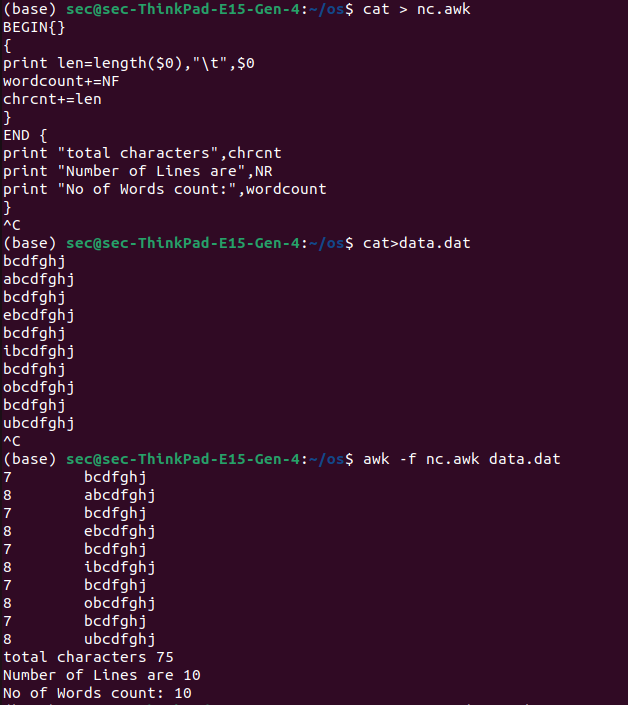 (base) sec@sec-ThinkPad-E15-Gen-4:~/os$ cat > nc.awk
BEGIN{}
{
print len=length($0),"\t",$0
wordcount+=NF
chrcnt+=len
}
END {
print "total characters",chrcnt
print "Number of Lines are",NR
print "No of Words count:",wordcount
}
^C
(base) sec@sec-ThinkPad-E15-Gen-4:~/os$ cat>data.dat
bcdfghj
abcdfghj
bcdfghj
ebcdfghj
bcdfghj
ibcdfghj
bcdfghj
obcdfghj
bcdfghj
ubcdfghj
^C
(base) sec@sec-ThinkPad-E15-Gen-4:~/os$ awk -f nc.awk data.dat
7 	 bcdfghj
8 	 abcdfghj
7 	 bcdfghj
8 	 ebcdfghj
7 	 bcdfghj
8 	 ibcdfghj
7 	 bcdfghj
8 	 obcdfghj
7 	 bcdfghj
8 	 ubcdfghj
total characters 75
Number of Lines are 10
No of Words count: 10